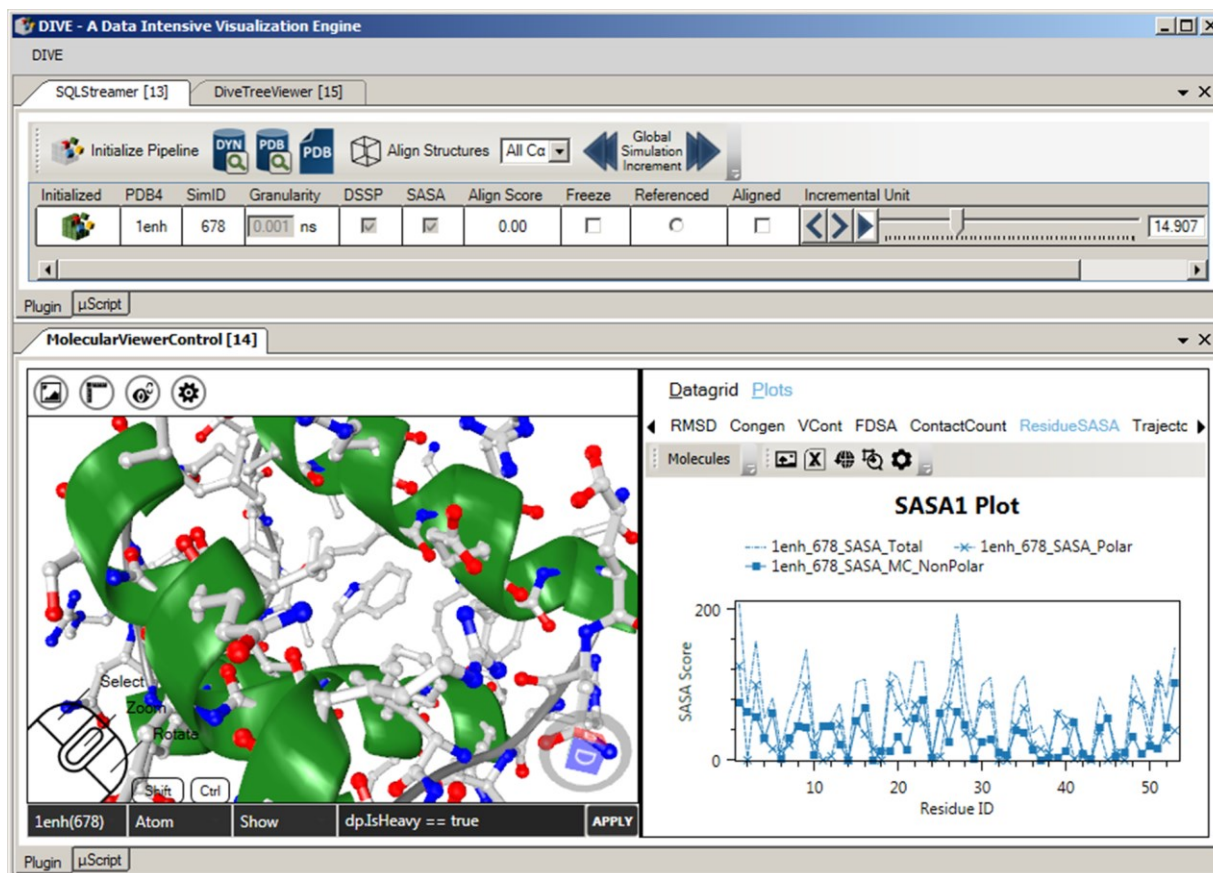 DIVE - A Data Intensive Visualization Engine
DIVE
SQLStreamer [13] DiveTreeViewer [15]
Initialize Pipeline DYN PDB PDB Align Structures All Cα Global Simulation Increment
Initialized PDB4 SimID Granularity DSSP SASA Align Score Freeze Referenced Aligned Incremental Unit
1enh 678 0.001 ns 0.00 14.907
Plugin µScript
MolecularViewerControl [14]
Datagrid Plots
RMSD Congen VCont FDSA ContactCount ResidueSASA Trajectc
Molecules
SASA1 Plot
1enh_678_SASA_Total 1enh_678_SASA_Polar
1enh_678_SASA_MC_NonPolar
200
SASA Score
0
10 20 30 40 50
Residue ID
Select
Zoom
Rotate
Shift Ctrl
D
1enh(678) Atom Show dp.IsHeavy == true APPLY
Plugin µScript